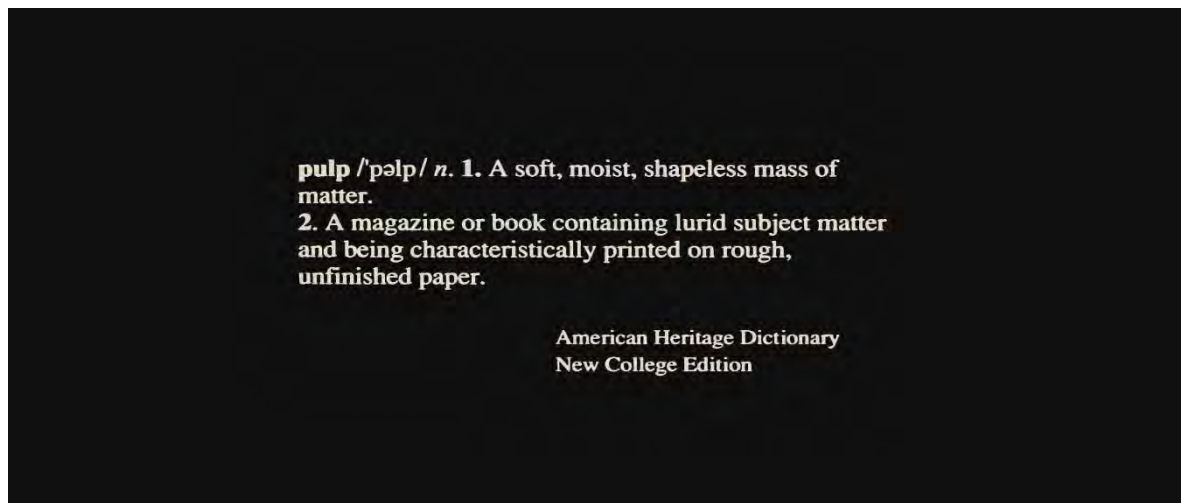 pulp /'pəlp/ n. 1. A soft, moist, shapeless mass of
matter.
2. A magazine or book containing lurid subject matter
and being characteristically printed on rough,
unfinished paper.
American Heritage Dictionary
New College Edition